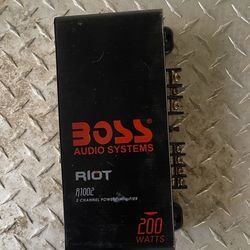 BOSS
AUDIO SYSTEMS
RIOT
R1002
2 CHANNEL POWER AMPLIFIER
200
WATTS